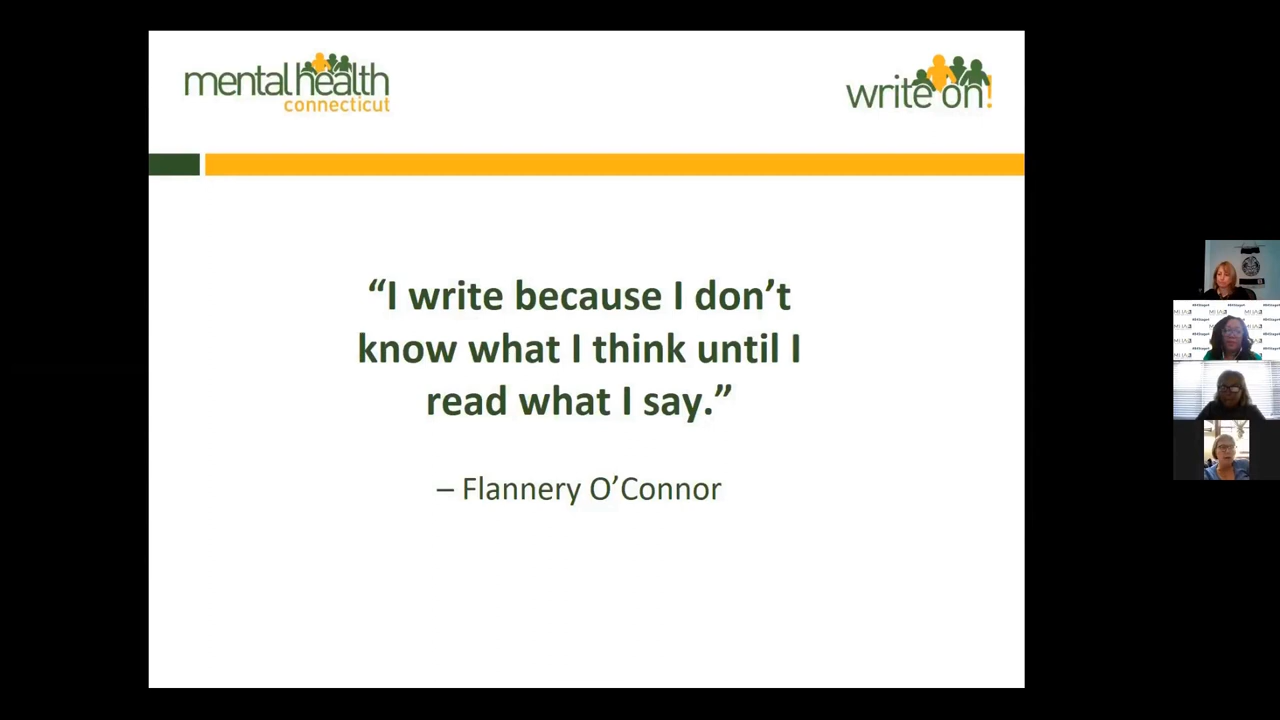 mental health
connecticut
write on!
“I write because I don’t
know what I think until I
read what I say.”
– Flannery O’Connor